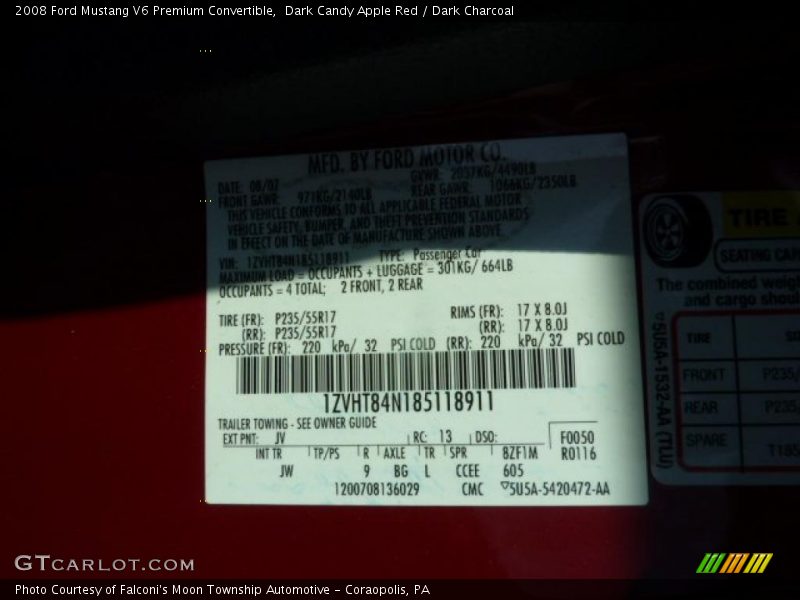 2008 Ford Mustang V6 Premium Convertible,  Dark Candy Apple Red / Dark Charcoal
MFD. BY FORD MOTOR CO.
DATE: 08/07 GVWR: 2037KG/4490LB
FRONT GAWR: 971KG/2140LB REAR GAWR: 1066KG/2350LB
THIS VEHICLE CONFORMS TO ALL APPLICABLE FEDERAL MOTOR
VEHICLE SAFETY, BUMPER, AND THEFT PREVENTION STANDARDS
IN EFFECT ON THE DATE OF MANUFACTURE SHOWN ABOVE.
VIN: 1ZVHT84N185118911 TYPE: Passenger Car
MAXIMUM LOAD = OCCUPANTS + LUGGAGE = 301KG/ 664LB
OCCUPANTS = 4 TOTAL; 2 FRONT, 2 REAR
TIRE (FR): P235/55R17 RIMS (FR): 17 X 8.0J
(RR): P235/55R17 (RR): 17 X 8.0J
PRESSURE (FR): 220 kPa/ 32 PSI COLD (RR): 220 kPa/ 32 PSI COLD
1ZVHT84N185118911
TRAILER TOWING - SEE OWNER GUIDE
EXT PNT: JV RC: 13 DSO: F0050
INT TR TP/PS R AXLE TR SPR 8ZF1M R0116
JW 9 BG L CCEE 605
1200708136029 CMC ▽5U5A-5420472-AA
TIRE
SEATING
The combined
and cargo
TIRE
FRONT P235/
REAR P235
SPARE
▽5U5A-1532-AA (TU)
GTCARLOT.COM
Photo Courtesy of Falconi's Moon Township Automotive - Coraopolis, PA